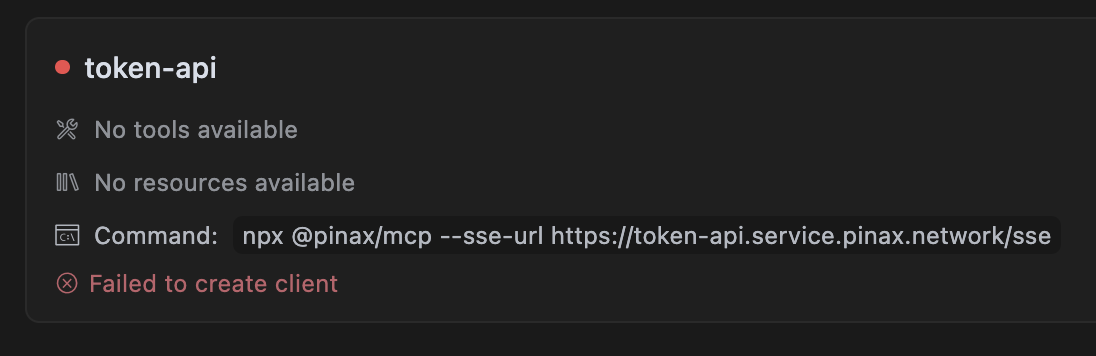 token-api
No tools available
No resources available
Command: npx @pinax/mcp --sse-url https://token-api.service.pinax.network/sse
Failed to create client